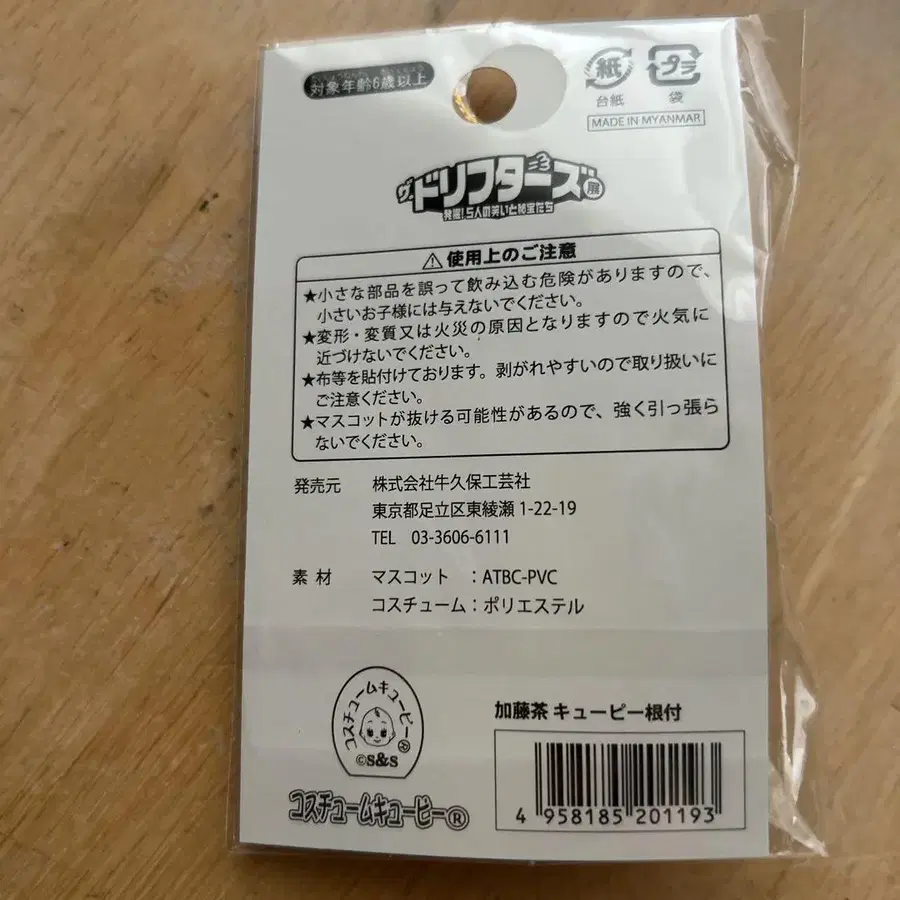 対象年齢6歳以上
紙
台紙
プラ
袋
MADE IN MYANMAR
ザ・ドリフターズ展
発掘!5人の笑いと秘宝たち
⚠使用上のご注意
★小さな部品を誤って飲み込む危険がありますので、
小さいお子様には与えないでください。
★変形・変質又は火災の原因となりますので火気に
近づけないでください。
★布等を貼付けております。剥がれやすいので取り扱いに
ご注意ください。
★マスコットが抜ける可能性があるので、強く引っ張ら
ないでください。
発売元 株式会社牛久保工芸社
東京都足立区東綾瀬1-22-19
TEL 03-3606-6111
素材 マスコット :ATBC-PVC
コスチューム:ポリエステル
コスチュームキューピー®
©S&S
コスチュームキューピー®
加藤茶 キューピー根付
4 958185 201193